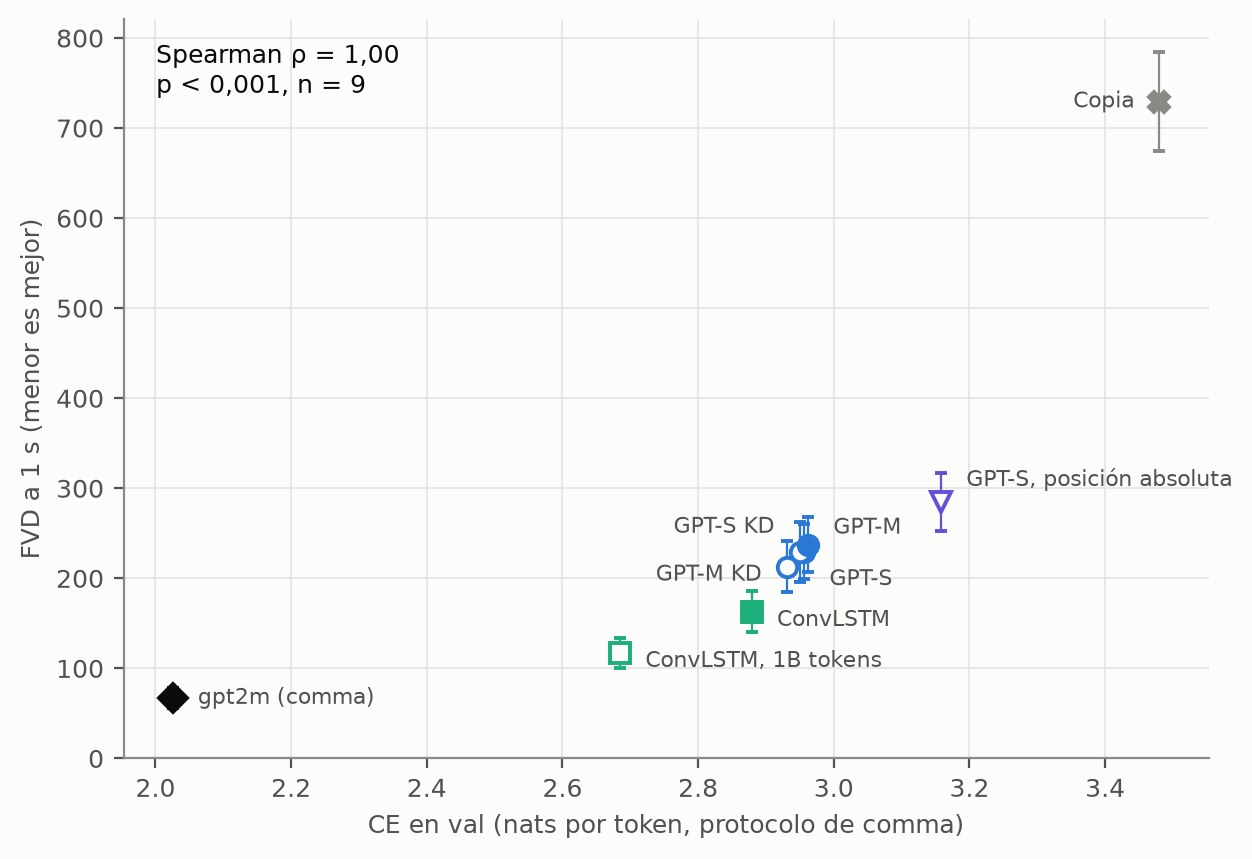 Spearman ρ = 1,00
p < 0,001, n = 9
800
700
600
500
400
300
200
100
0
FVD a 1 s (menor es mejor)
Copia
GPT-S, posición absoluta
GPT-S KD
GPT-M
GPT-M KD
GPT-S
ConvLSTM
ConvLSTM, 1B tokens
gpt2m (comma)
2.0 2.2 2.4 2.6 2.8 3.0 3.2 3.4
CE en val (nats por token, protocolo de comma)